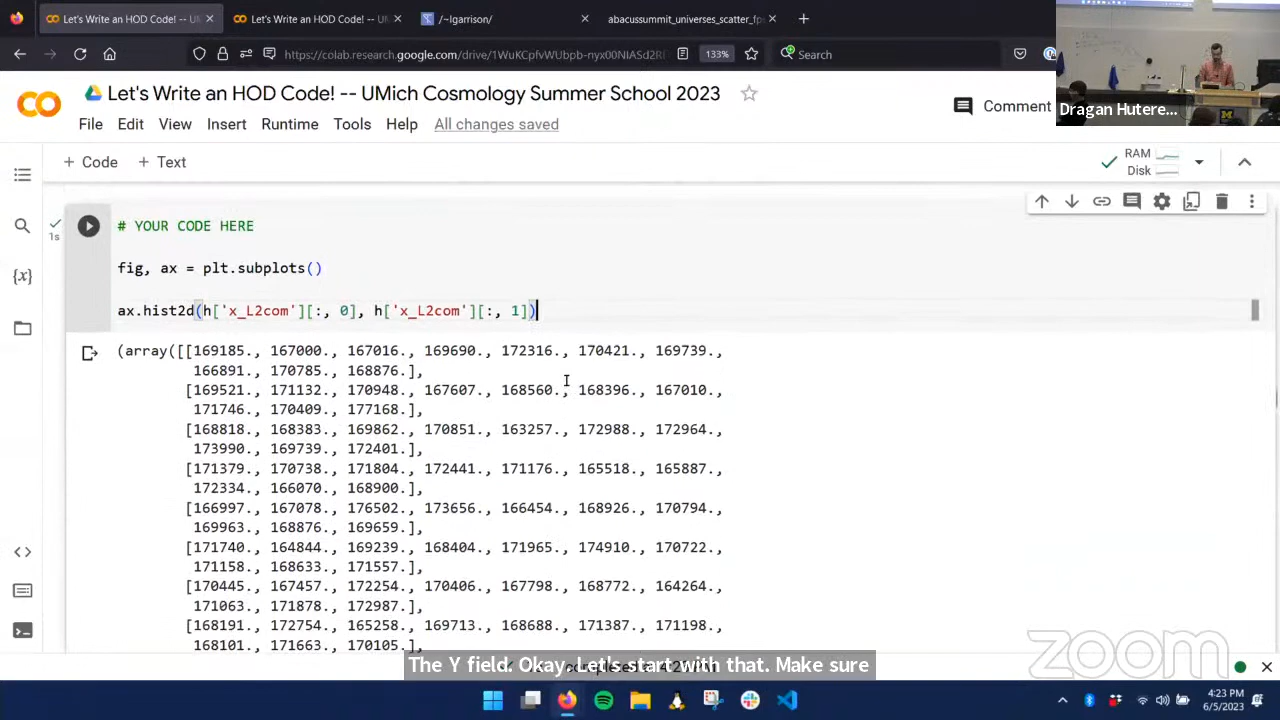 Let's Write an HOD Code! -- UM
Let's Write an HOD Code! -- UM
abacussummit_universes_scatter_fps
https://colab.research.google.com
133%
Search
Dragan Hutere...
CO
Let's Write an HOD Code! -- UMich Cosmology Summer School 2023
Comment
File Edit View Insert Runtime Tools Help All changes saved
+ Code + Text
RAM
Disk
1s
# YOUR CODE HERE
fig, ax = plt.subplots()
ax.hist2d(h['x_L2com'][:, 0], h['x_L2com'][:, 1])
(array([[169185., 167000., 167016., 169690., 172316., 170421., 169739.,
166891., 170785., 168876.],
[169521., 171132., 170948., 167607., 168560., 168396., 167010.,
171746., 170409., 177168.],
[168818., 168383., 169862., 170851., 163257., 172988., 172964.,
173990., 169739., 172401.],
[171379., 170738., 171804., 172441., 171176., 165518., 165887.,
172334., 166070., 168900.],
[166997., 167078., 176502., 173656., 166454., 168926., 170794.,
169963., 168876., 169659.],
[171740., 164844., 169239., 168404., 171965., 174910., 170722.,
171158., 168633., 171557.],
[170445., 167457., 172254., 170406., 167798., 168772., 164264.,
171063., 171878., 172987.],
[168191., 172754., 165258., 169713., 168688., 171387., 171198.,
168101., 171663., 170105.],
{x}
zoom
The Y field. Okay. Let's start with that. Make sure
4:23 PM
6/5/2023